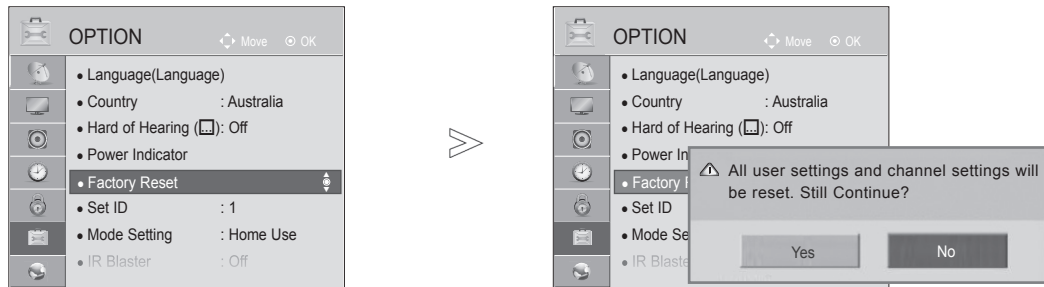 OPTION
Move OK
• Language(Language)
• Country : Australia
• Hard of Hearing (...): Off
• Power Indicator
• Factory Reset
• Set ID : 1
• Mode Setting : Home Use
• IR Blaster : Off
OPTION
Move OK
• Language(Language)
• Country : Australia
• Hard of Hearing (...): Off
• Power In
• Factory R
• Set ID
• Mode Se
• IR Blaste
All user settings and channel settings will
be reset. Still Continue?
Yes No